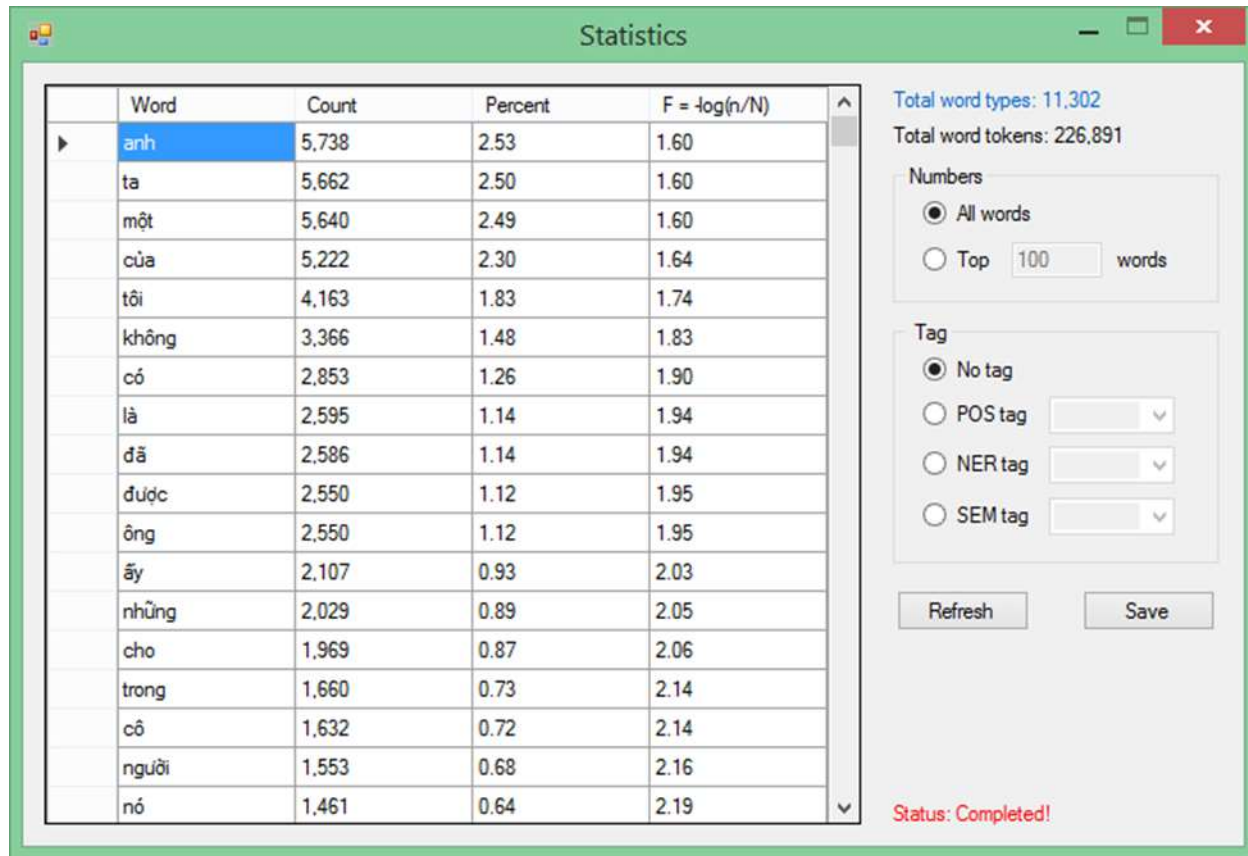 Statistics
Word Count Percent F = -log(n/N)
anh 5,738 2.53 1.60
ta 5,662 2.50 1.60
một 5,640 2.49 1.60
của 5,222 2.30 1.64
tôi 4,163 1.83 1.74
không 3,366 1.48 1.83
có 2,853 1.26 1.90
là 2,595 1.14 1.94
đã 2,586 1.14 1.94
được 2,550 1.12 1.95
ông 2,550 1.12 1.95
ấy 2,107 0.93 2.03
những 2,029 0.89 2.05
cho 1,969 0.87 2.06
trong 1,660 0.73 2.14
cô 1,632 0.72 2.14
người 1,553 0.68 2.16
nó 1,461 0.64 2.19
Total word types: 11,302
Total word tokens: 226,891
Numbers
All words
Top 100 words
Tag
No tag
POS tag
NER tag
SEM tag
Refresh Save
Status: Completed!